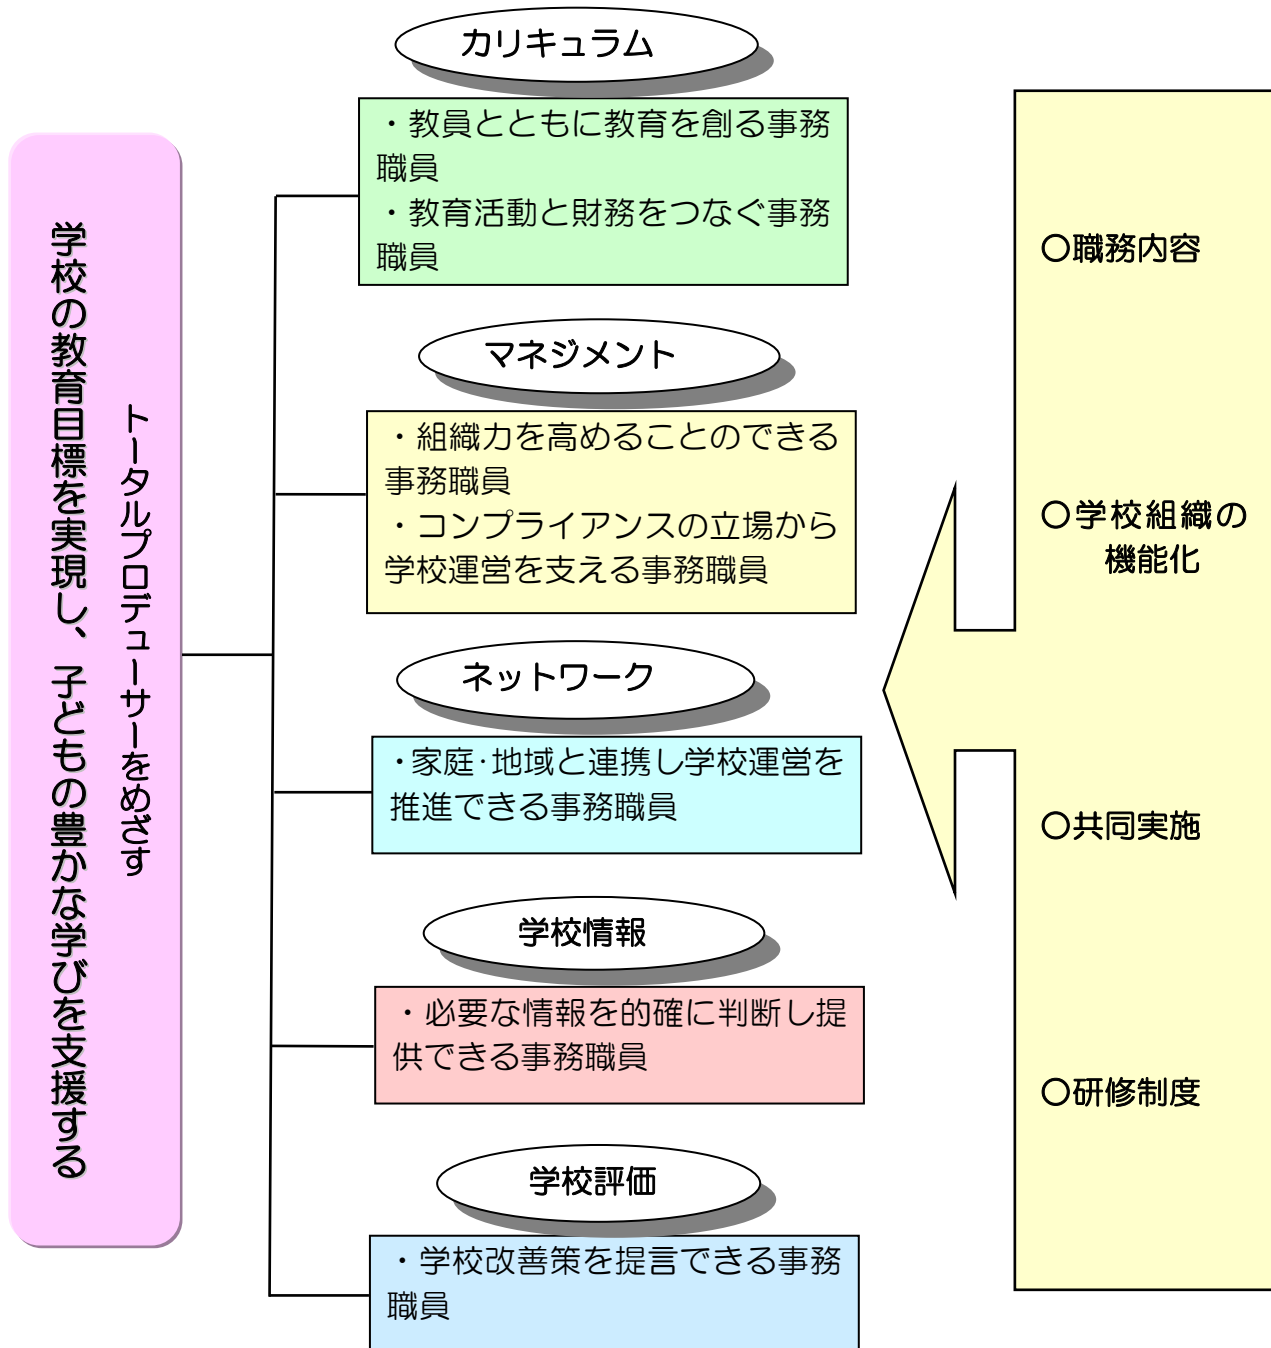 学校の教育目標を実現し、子どもの豊かな学びを支援する
トータルプロデューサーをめざす
カリキュラム
・教員とともに教育を創る事務
職員
・教育活動と財務をつなぐ事務
職員
マネジメント
・組織力を高めることのできる
事務職員
・コンプライアンスの立場から
学校運営を支える事務職員
ネットワーク
・家庭・地域と連携し学校運営を
推進できる事務職員
学校情報
・必要な情報を的確に判断し提
供できる事務職員
学校評価
・学校改善策を提言できる事務
職員
〇職務内容
〇学校組織の
機能化
〇共同実施
〇研修制度